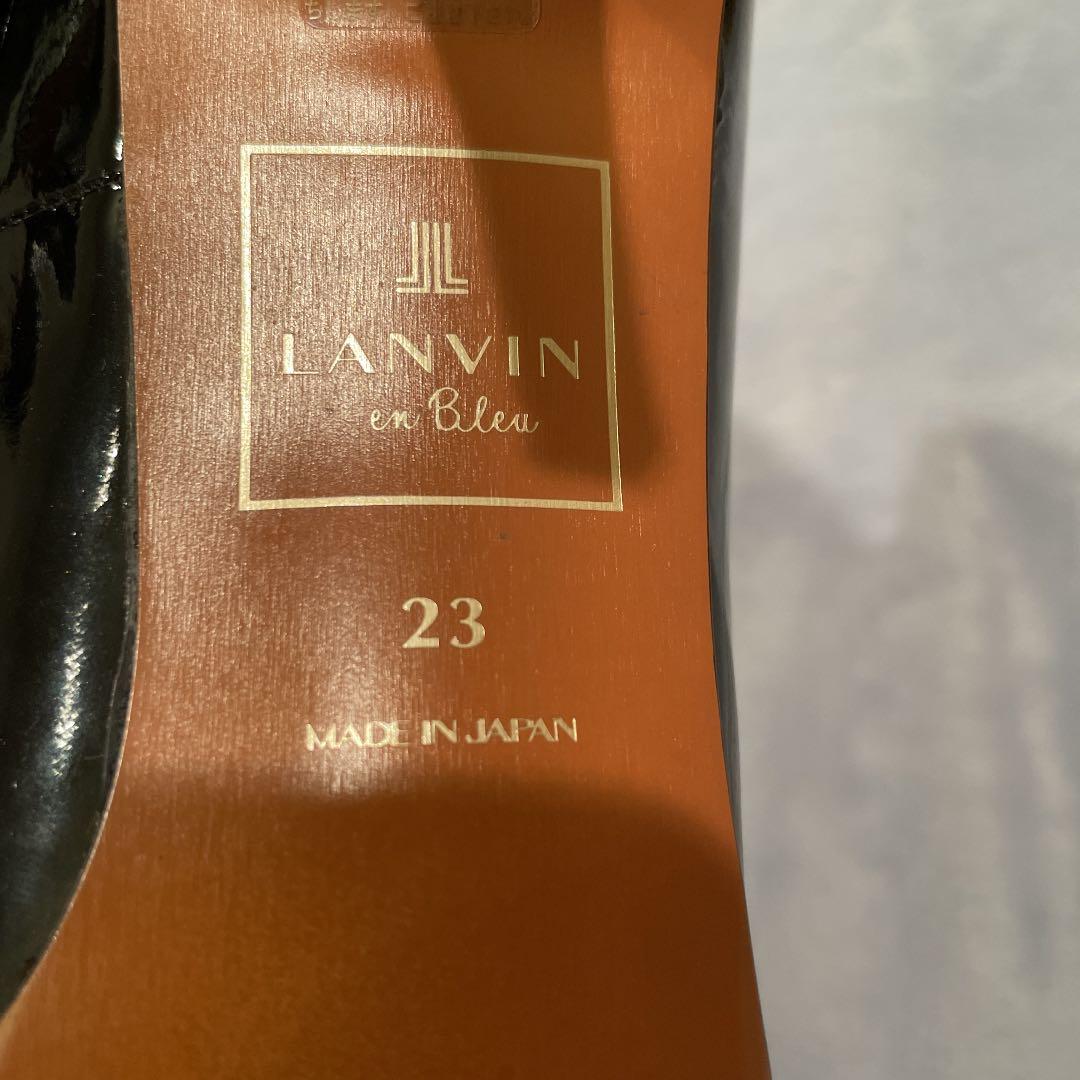 LANVIN
en Bleu
23
MADE IN JAPAN